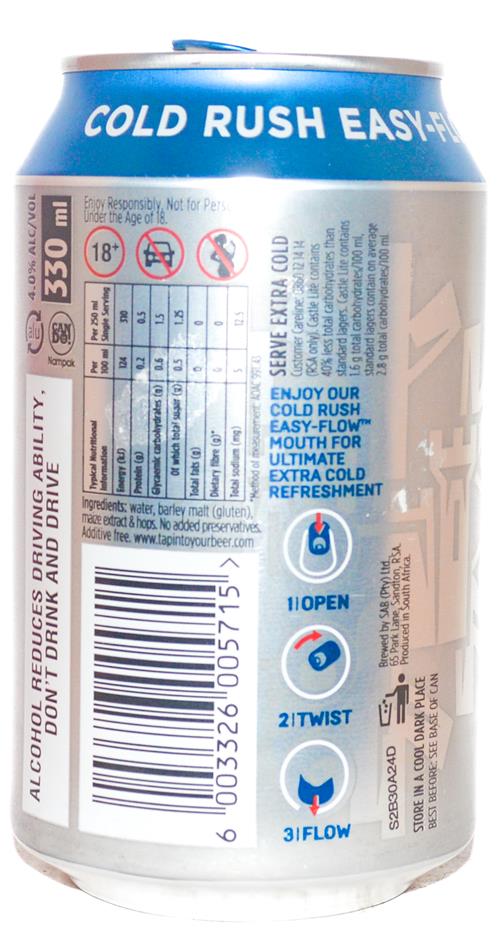 COLD RUSH EASY-FL
4.0% ALC/VOL
330 ml
CAN DO!
Nampak
ALCOHOL REDUCES DRIVING ABILITY,
DON'T DRINK AND DRIVE
Enjoy Responsibly. Not for Pers
Under the Age of 18.
18+
Typical Nutritional Information | Per 100 ml | Per 250 ml Single Serving
Energy (kJ) | 124 | 310
Protein (g) | 0.2 | 0.5
Glycaemic carbohydrates (g) | 0.6 | 1.5
Of which total sugar (g) | 0.5 | 1.25
Total fats (g) | 0 | 0
Dietary fibre (g)* | 0 | 0
Total sodium (mg) | 5 | 12.5
*Method of measurement: AOAC 991.43
Ingredients: water, barley malt (gluten),
maize extract & hops. No added preservatives.
Additive free. www.tapintoyourbeer.com
6 003326 005715 >
SERVE EXTRA COLD
Customer Careline: 0860 12 14 14
(RSA only). Castle Lite contains
40% less total carbohydrates than
standard lagers. Castle Lite contains
1.6 g total carbohydrates/100 ml,
standard lagers contain on average
2.8 g total carbohydrates/100 ml
ENJOY OUR
COLD RUSH
EASY-FLOW™
MOUTH FOR
ULTIMATE
EXTRA COLD
REFRESHMENT
1|OPEN
2|TWIST
3|FLOW
Brewed by SAB (Pty) Ltd.
65 Park Lane, Sandton, RSA.
Produced in South Africa.
S2B30A24D
STORE IN A COOL DARK PLACE
BEST BEFORE: SEE BASE OF CAN